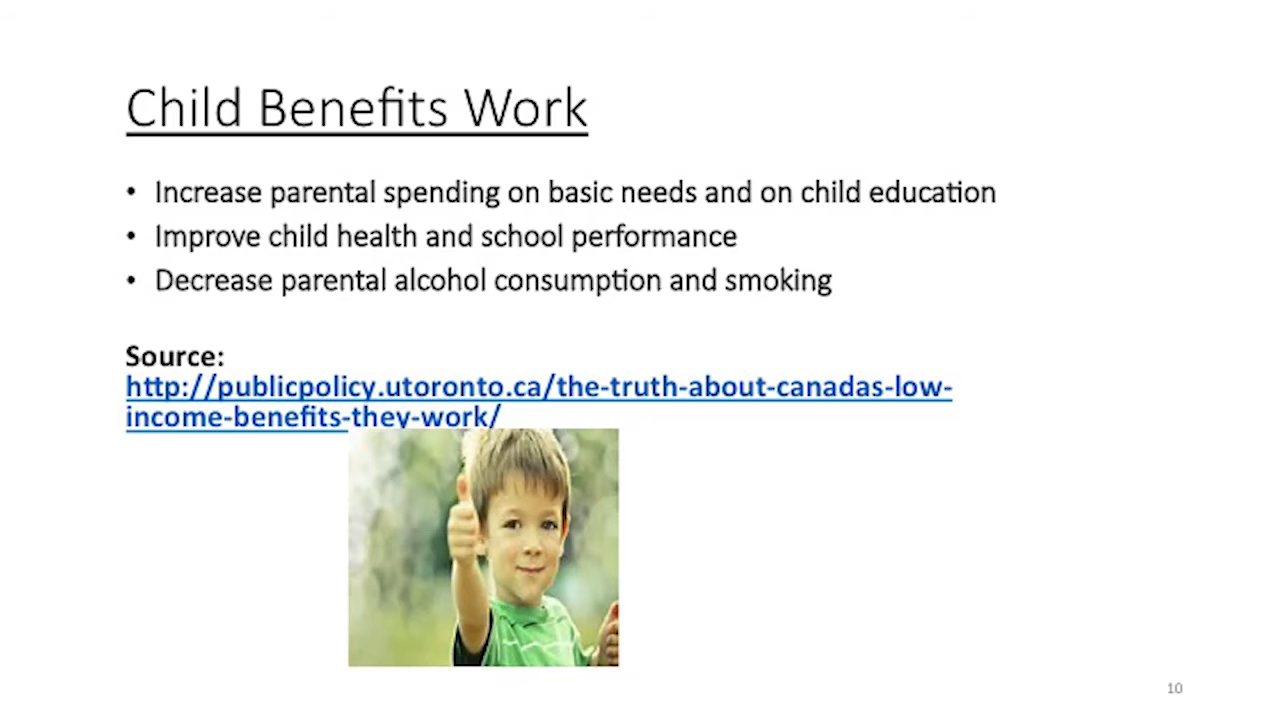 Child Benefits Work
• Increase parental spending on basic needs and on child education
• Improve child health and school performance
• Decrease parental alcohol consumption and smoking
Source:
http://publicpolicy.utoronto.ca/the-truth-about-canadas-low-
income-benefits-they-work/
10